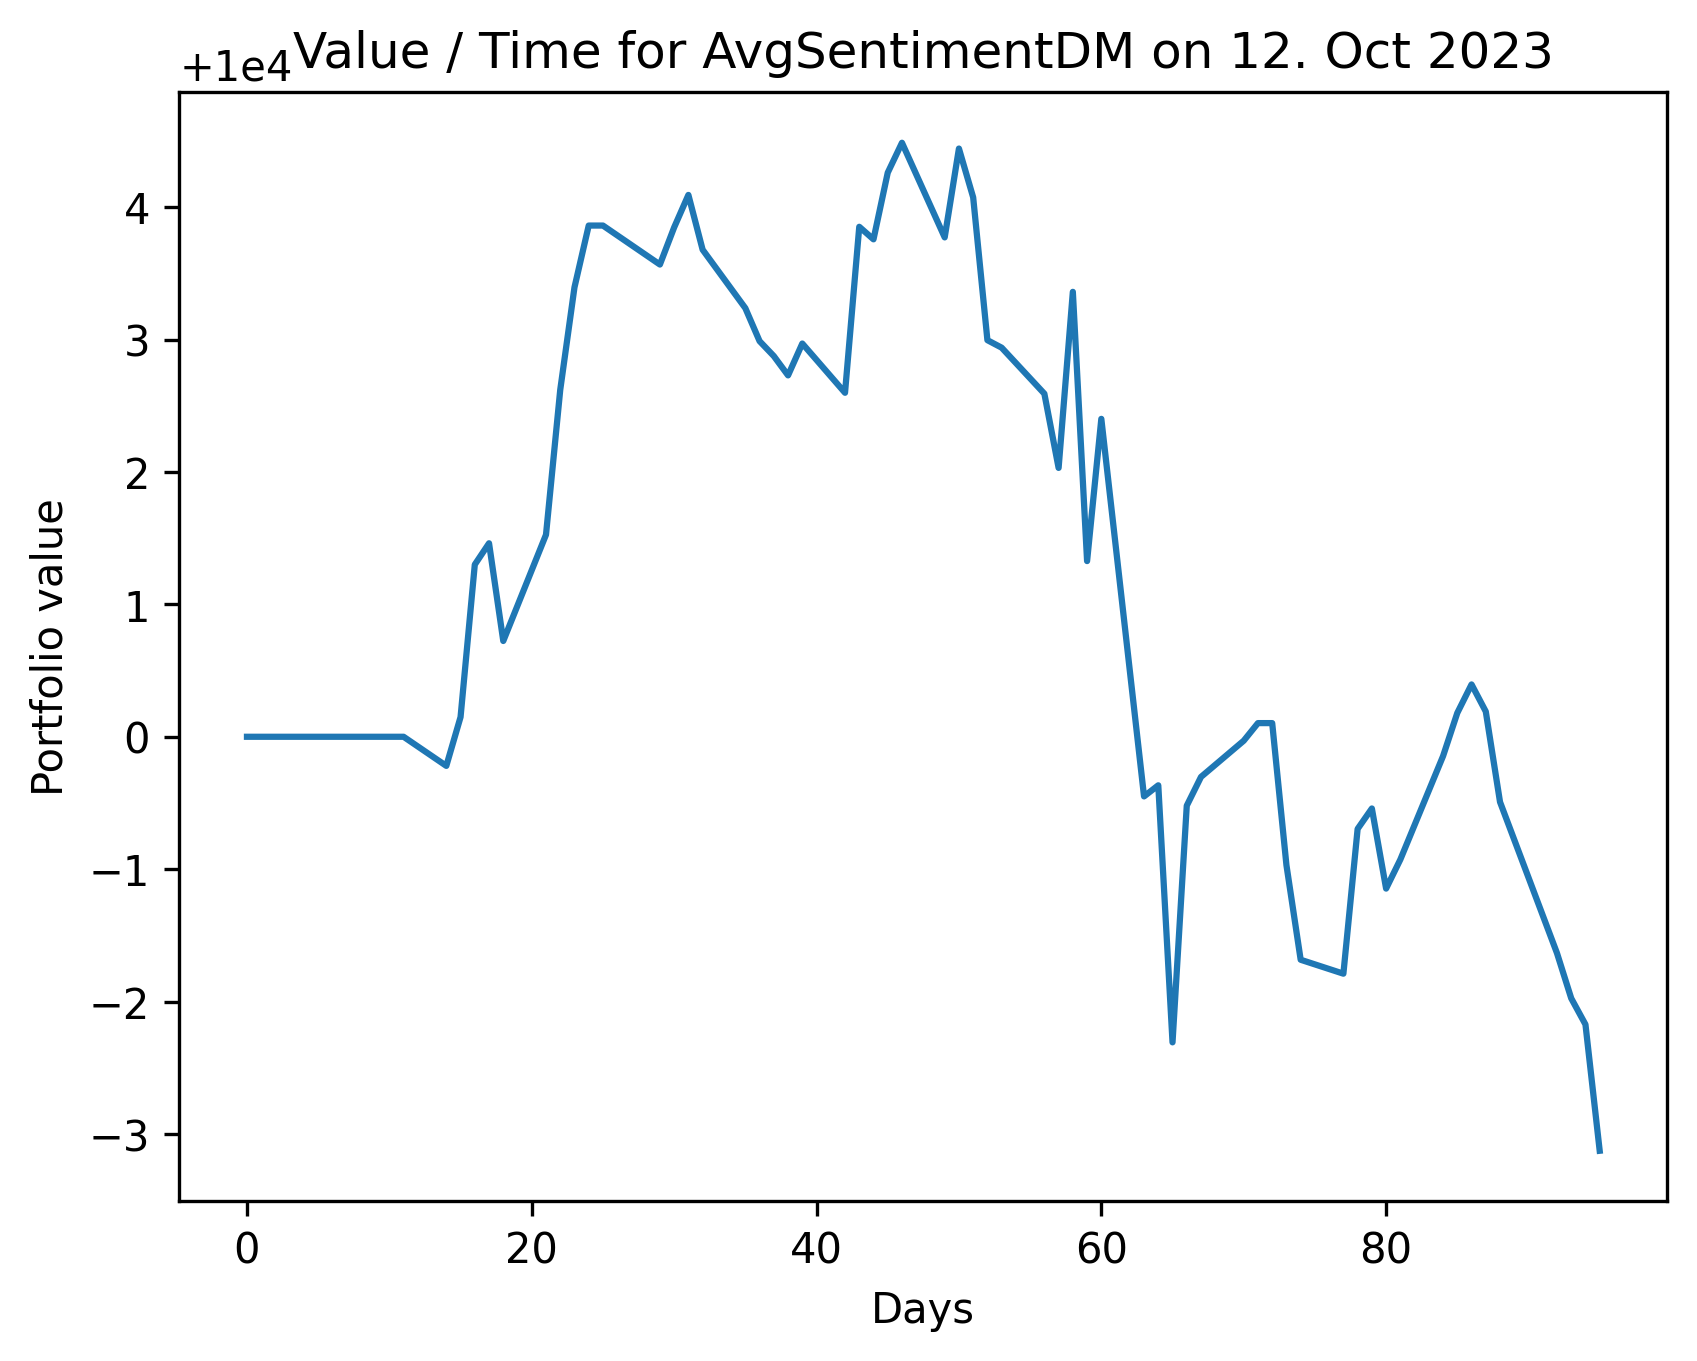 Value / Time for AvgSentimentDM on 12. Oct 2023
+1e4
4
3
2
1
0
−1
−2
−3
Portfolio value
0 20 40 60 80
Days